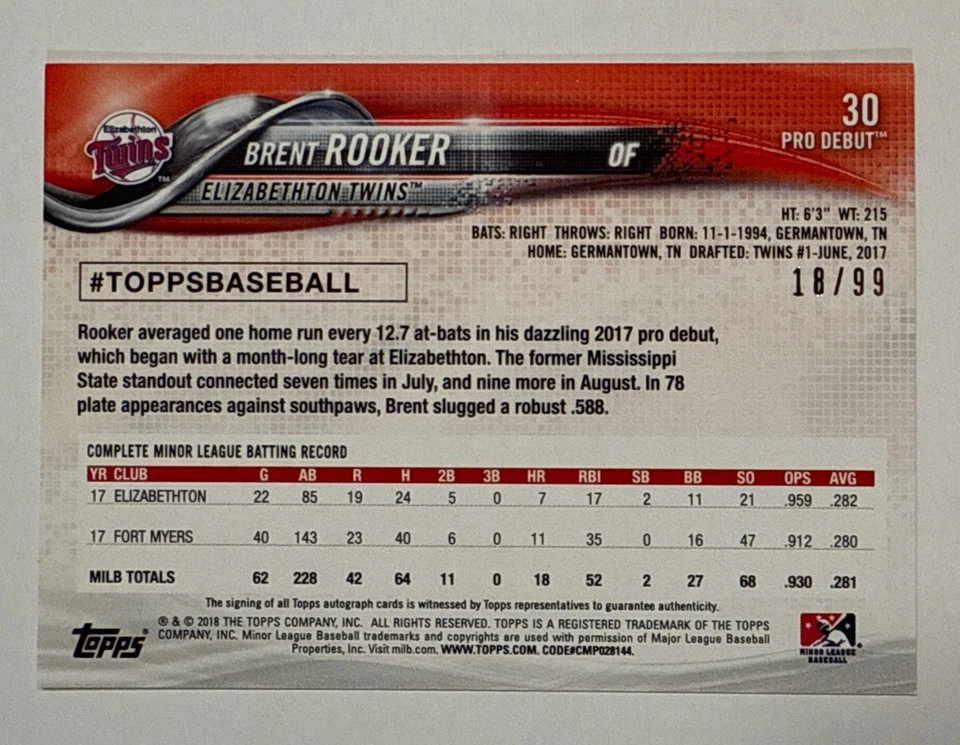 Elizabethton
Twins
TM
BRENT ROOKER OF
ELIZABETHTON TWINS™
30
PRO DEBUT™
HT: 6'3" WT: 215
BATS: RIGHT THROWS: RIGHT BORN: 11-1-1994, GERMANTOWN, TN
HOME: GERMANTOWN, TN DRAFTED: TWINS #1-JUNE, 2017
#TOPPSBASEBALL
18/99
Rooker averaged one home run every 12.7 at-bats in his dazzling 2017 pro debut,
which began with a month-long tear at Elizabethton. The former Mississippi
State standout connected seven times in July, and nine more in August. In 78
plate appearances against southpaws, Brent slugged a robust .588.
COMPLETE MINOR LEAGUE BATTING RECORD
YR CLUB G AB R H 2B 3B HR RBI SB BB SO OPS AVG
17 ELIZABETHTON 22 85 19 24 5 0 7 17 2 11 21 .959 .282
17 FORT MYERS 40 143 23 40 6 0 11 35 0 16 47 .912 .280
MILB TOTALS 62 228 42 64 11 0 18 52 2 27 68 .930 .281
The signing of all Topps autograph cards is witnessed by Topps representatives to guarantee authenticity.
® & © 2018 THE TOPPS COMPANY, INC. ALL RIGHTS RESERVED. TOPPS IS A REGISTERED TRADEMARK OF THE TOPPS
COMPANY, INC. Minor League Baseball trademarks and copyrights are used with permission of Major League Baseball
Properties, Inc. Visit milb.com. WWW.TOPPS.COM. CODE#CMP028144.
topps®
MINOR LEAGUE
BASEBALL®